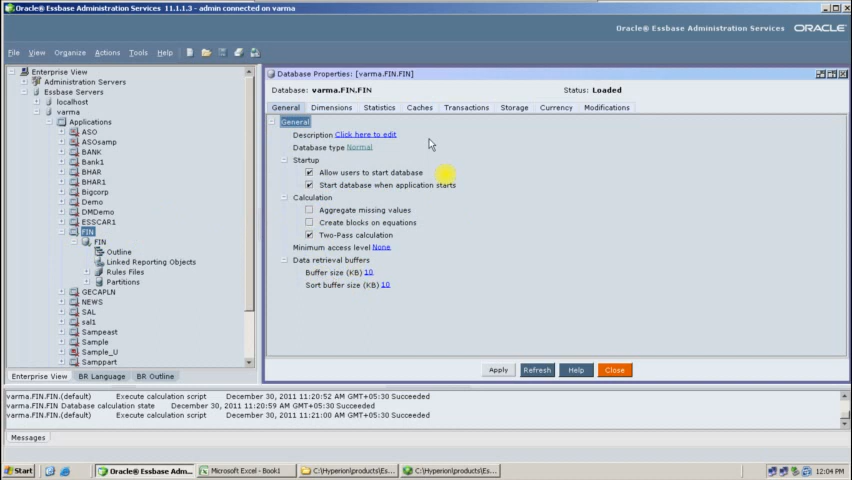 Oracle® Essbase Administration Services 11.1.1.3 - admin connected on varma
Oracle® Essbase Administration Services ORACLE
File View Organize Actions Tools Help
Enterprise View
Administration Servers
Essbase Servers
localhost
varma
Applications
ASO
ASOsamp
BANK
Bank1
BHAR
BHAR1
Bigcorp
Demo
DMDemo
ESSCAR1
FIN
FIN
Outline
Linked Reporting Objects
Rules Files
Partitions
GECAPLN
NEWS
SAL
sal1
Sampeast
Sample
Sample_U
Samppart
Enterprise View BR Language BR Outline
Database Properties: [varma.FIN.FIN]
Database: varma.FIN.FIN Status: Loaded
General Dimensions Statistics Caches Transactions Storage Currency Modifications
General
Description Click here to edit
Database type Normal
Startup
Allow users to start database
Start database when application starts
Calculation
Aggregate missing values
Create blocks on equations
Two-Pass calculation
Minimum access level None
Data retrieval buffers
Buffer size (KB) 10
Sort buffer size (KB) 10
Apply Refresh Help Close
varma.FIN.FIN.(default) Execute calculation script December 30, 2011 11:20:52 AM GMT+05:30 Succeeded
varma.FIN.FIN Database calculation state December 30, 2011 11:20:59 AM GMT+05:30 Succeeded
varma.FIN.FIN.(default) Execute calculation script December 30, 2011 11:21:00 AM GMT+05:30 Succeeded
Messages
Start Oracle® Essbase Adm... Microsoft Excel - Book1 C:\Hyperion\products\Es... C:\Hyperion\products\Es... 12:04 PM